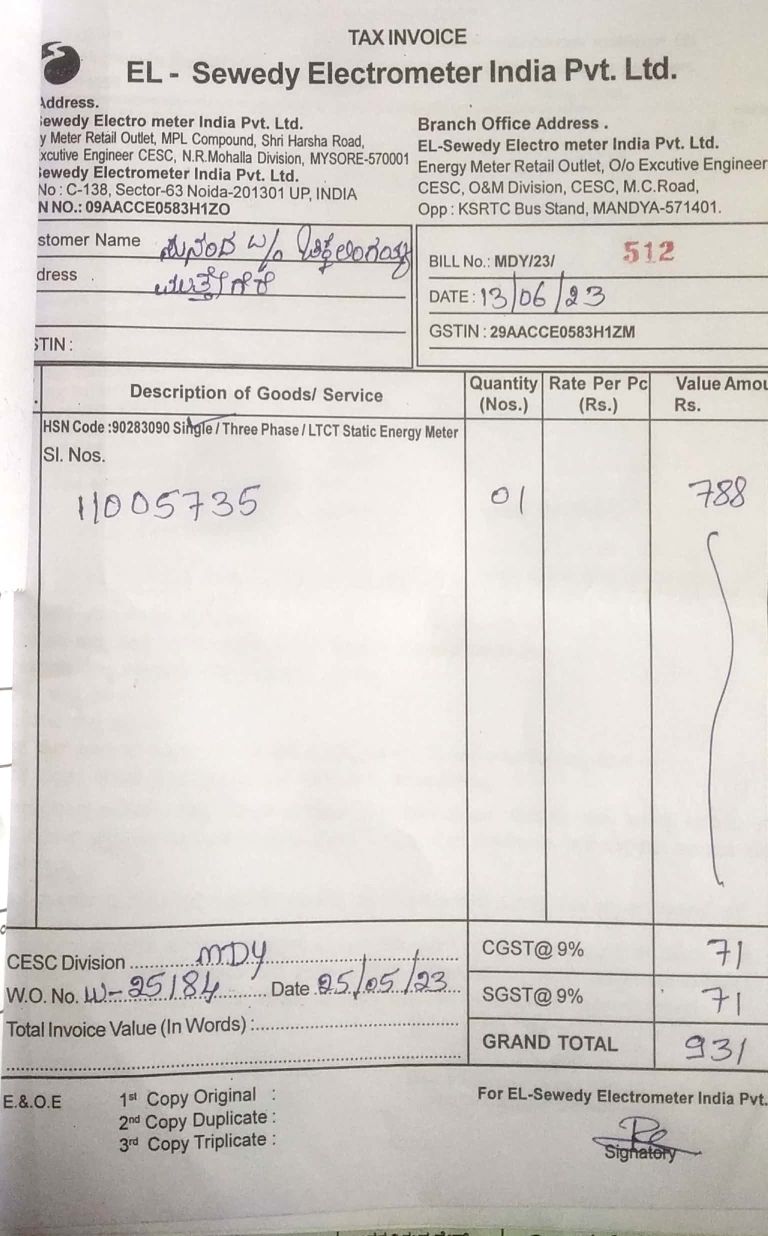 TAX INVOICE
EL - Sewedy Electrometer India Pvt. Ltd.
Address.
ewedy Electro meter India Pvt. Ltd.
y Meter Retail Outlet, MPL Compound, Shri Harsha Road,
xcutive Engineer CESC, N.R.Mohalla Division, MYSORE-570001
ewedy Electrometer India Pvt. Ltd.
No : C-138, Sector-63 Noida-201301 UP, INDIA
N NO.: 09AACCE0583H1ZO
Branch Office Address .
EL-Sewedy Electro meter India Pvt. Ltd.
Energy Meter Retail Outlet, O/o Excutive Engineer
CESC, O&M Division, CESC, M.C.Road,
Opp : KSRTC Bus Stand, MANDYA-571401.
stomer Name ಸುನಂದ W/o
dress .
STIN :
BILL No.: MDY/23/ 512
DATE : 13/06/23
GSTIN : 29AACCE0583H1ZM
Description of Goods/ Service Quantity (Nos.) Rate Per Pc (Rs.) Value Amou Rs.
HSN Code :90283090 Single / Three Phase / LTCT Static Energy Meter
Sl. Nos.
11005735 01 788
CESC Division MDY CGST@ 9% 71
W.O. No. W-25184 Date 25/05/23 SGST@ 9% 71
Total Invoice Value (In Words) :
GRAND TOTAL 931
E.&.O.E
1st Copy Original :
2nd Copy Duplicate :
3rd Copy Triplicate :
For EL-Sewedy Electrometer India Pvt.
Signatory